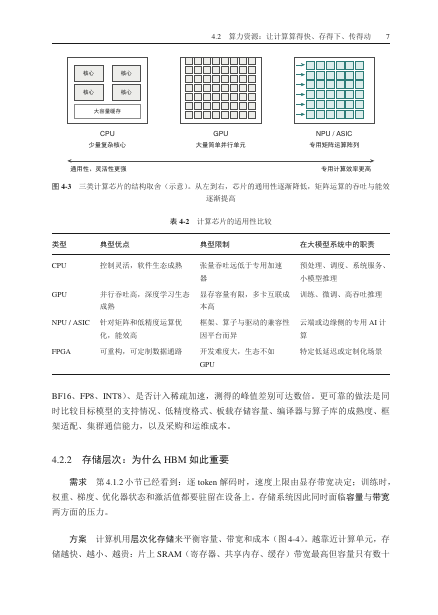 4.2 算力资源：让计算算得快、存得下、传得动 7
核心 核心
核心 核心
大容量缓存
CPU GPU NPU / ASIC
少量复杂核心 大量简单并行单元 专用矩阵运算阵列
通用性，灵活性更强 专用计算效率更高
图 4-3 三类计算芯片的结构取舍（示意）。从左到右，芯片的通用性逐渐降低，矩阵运算的吞吐与能效
逐渐提高
表 4-2 计算芯片的适用性比较
类型 典型优点 典型限制 在大模型系统中的职责
CPU 控制灵活，软件生态成熟 张量吞吐远低于专用加速 预处理、调度、系统服务、
器 小模型推理
GPU 并行吞吐高，深度学习生态 显存容量有限，多卡互联成 训练、微调、高吞吐推理
成熟 本高
NPU / ASIC 针对矩阵和低精度运算优 框架、算子与驱动的兼容性 云端或边缘侧的专用 AI 计
化，能效高 因平台而异 算
FPGA 可重构，可定制数据通路 开发难度大，生态不如 特定低延迟或定制化场景
GPU
BF16、FP8、INT8）、是否计入稀疏加速，测得的峰值差别可达数倍。更可靠的做法是同
时比较目标模型的支持情况、低精度格式、板载存储容量、编译器与算子库的成熟度、框
架适配、集群通信能力，以及采购和运维成本。
4.2.2 存储层次：为什么 HBM 如此重要
需求 第 4.1.2 小节已经看到：逐 token 解码时，速度上限由显存带宽决定；训练时，
权重、梯度、优化器状态和激活值都要驻留在设备上。存储系统因此同时面临容量与带宽
两方面的压力。
方案 计算机用层次化存储来平衡容量、带宽和成本（图 4-4）。越靠近计算单元，存
储越快、越小、越贵：片上 SRAM（寄存器、共享内存、缓存）带宽最高但容量只有数十